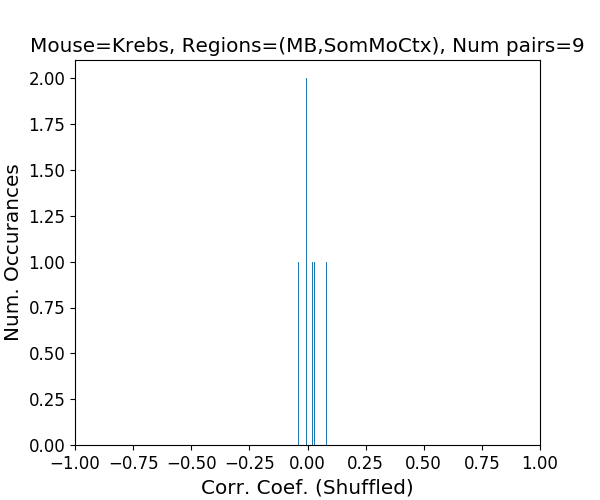 Mouse=Krebs, Regions=(MB,SomMoCtx), Num pairs=9
2.00
1.75
1.50
1.25
1.00
0.75
0.50
0.25
0.00
Num. Occurances
−1.00 −0.75 −0.50 −0.25 0.00 0.25 0.50 0.75 1.00
Corr. Coef. (Shuffled)